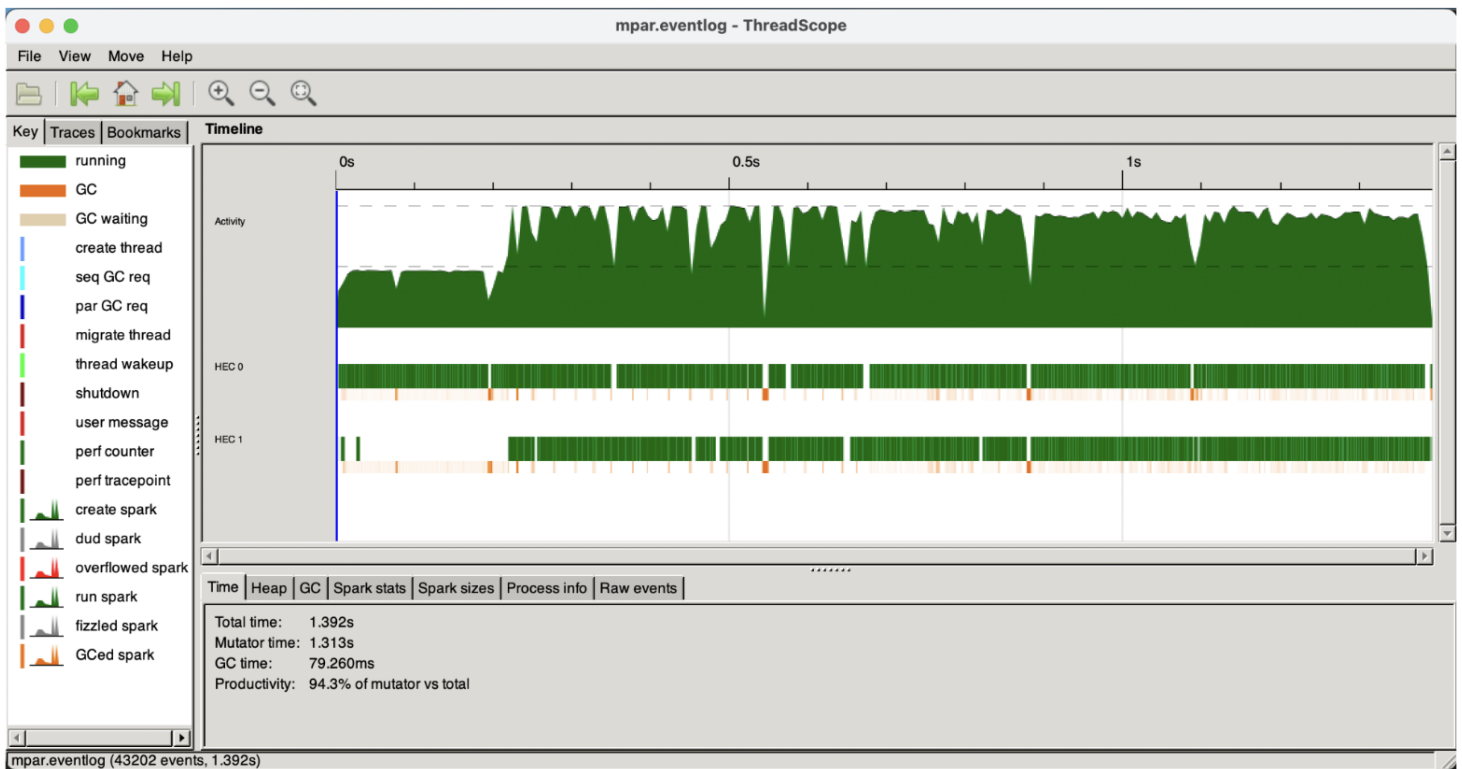 mpar.eventlog - ThreadScope
File View Move Help
Key Traces Bookmarks
running
GC
GC waiting
create thread
seq GC req
par GC req
migrate thread
thread wakeup
shutdown
user message
perf counter
perf tracepoint
create spark
dud spark
overflowed spark
run spark
fizzled spark
GCed spark
Timeline
0s 0.5s 1s
Activity
HEC 0
HEC 1
Time Heap GC Spark stats Spark sizes Process info Raw events
Total time: 1.392s
Mutator time: 1.313s
GC time: 79.260ms
Productivity: 94.3% of mutator vs total
mpar.eventlog (43202 events, 1.392s)